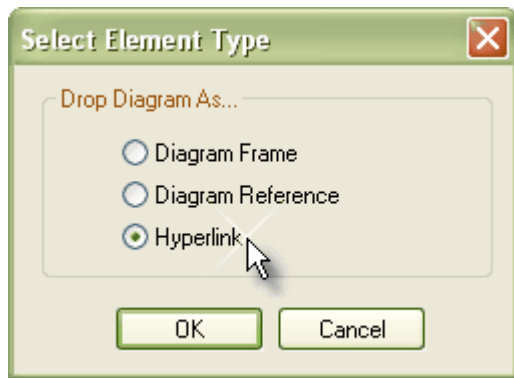 Select Element Type
Drop Diagram As...
Diagram Frame
Diagram Reference
Hyperlink
OK Cancel